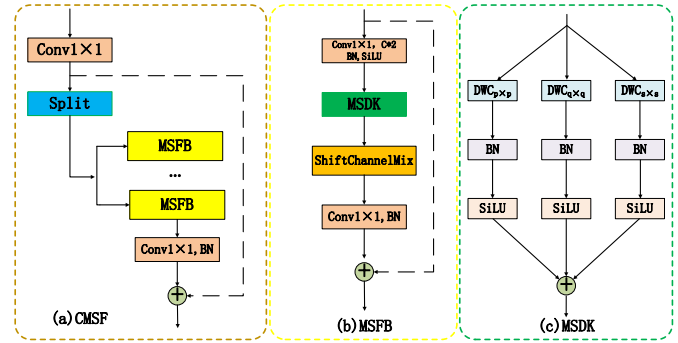 Conv1×1
Split
MSFB
...
MSFB
Conv1×1,BN
+
(a)CMSF
Conv1×1, C*2
BN,SiLU
MSDK
ShiftChannelMix
Conv1×1,BN
+
(b)MSFB
DWCp×p DWCq×q DWCs×s
BN BN BN
SiLU SiLU SiLU
+
(c)MSDK